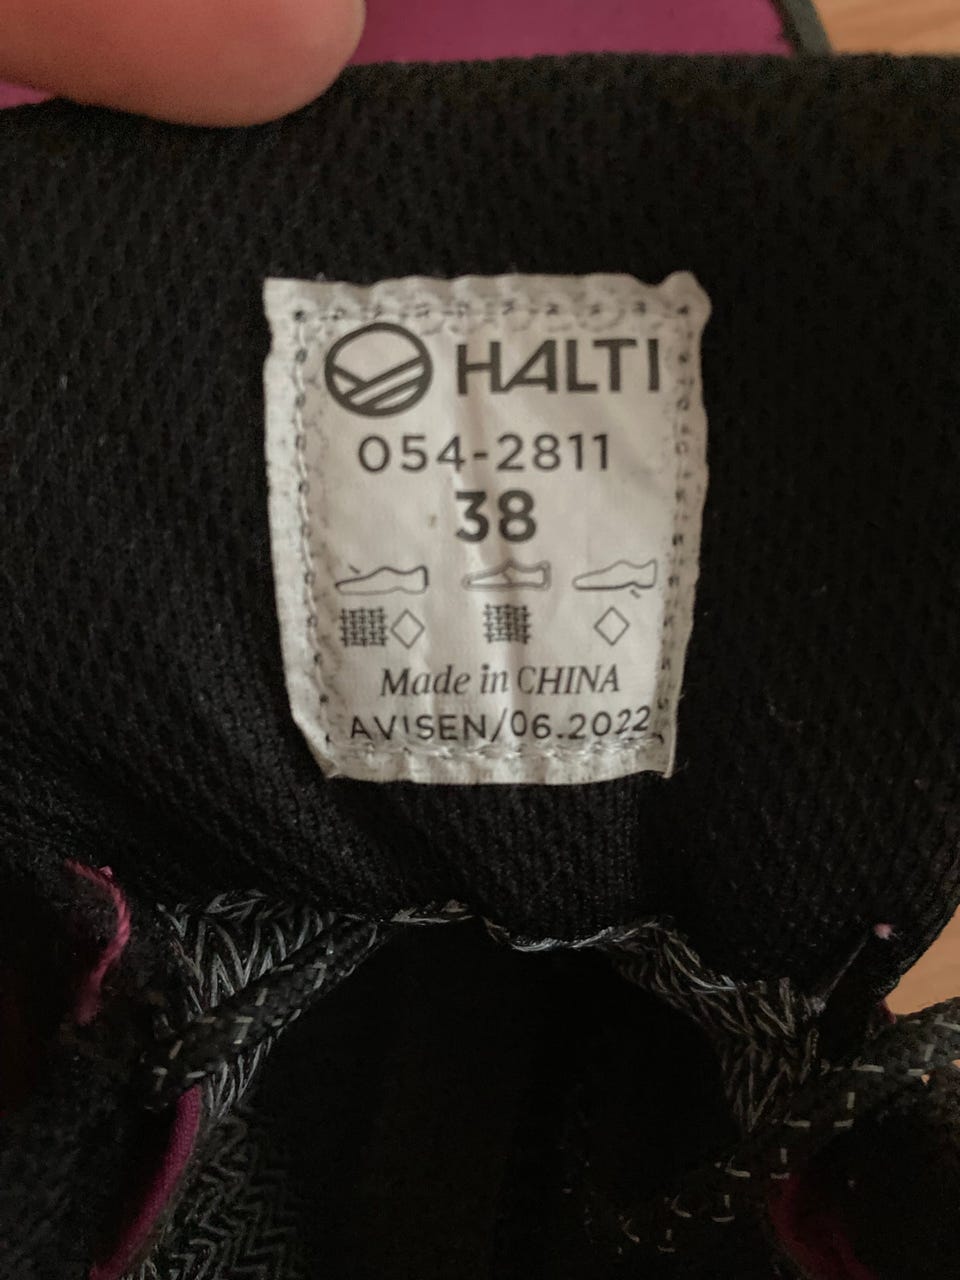 HALTI
054-2811
38
Made in CHINA
AVISEN/06.2022